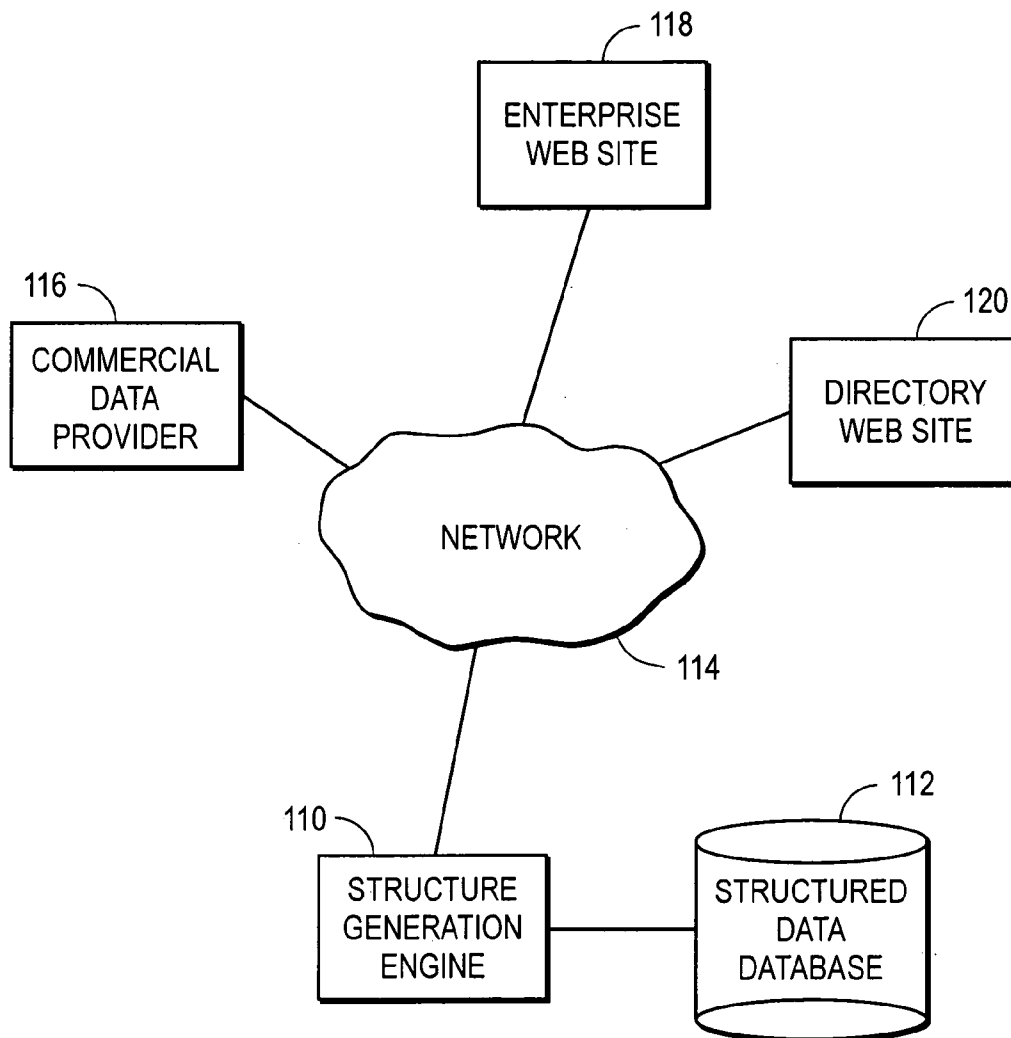 118
ENTERPRISE
WEB SITE
116
COMMERCIAL
DATA
PROVIDER
120
DIRECTORY
WEB SITE
NETWORK
114
110
STRUCTURE
GENERATION
ENGINE
112
STRUCTURED
DATA
DATABASE